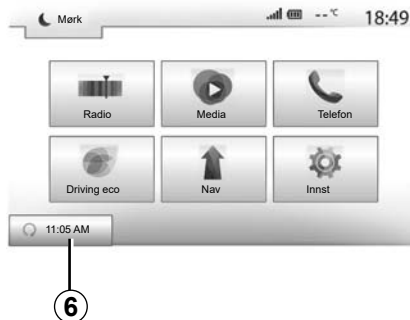 Mørk
--°C
18:49
Radio
Media
Telefon
Driving eco
Nav
Innst
11:05 AM
6